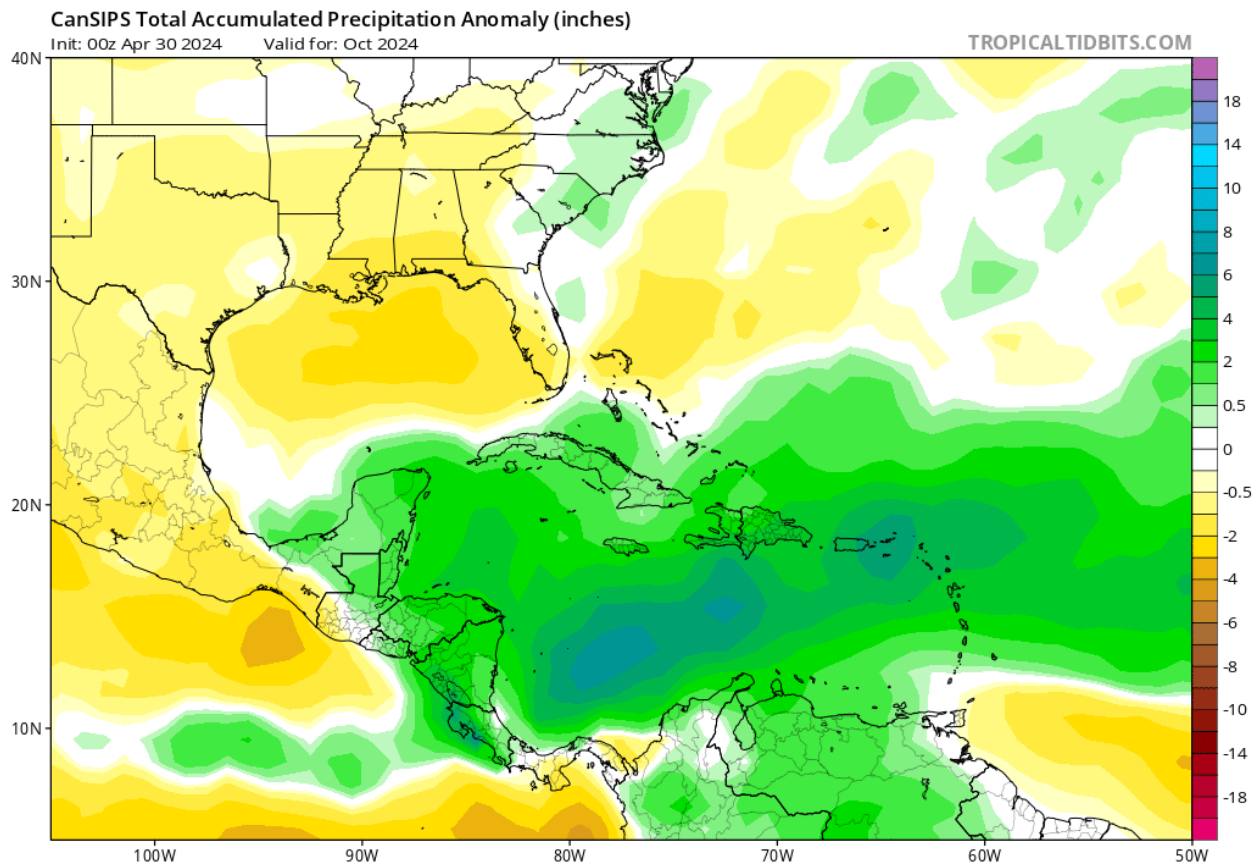 CanSIPS Total Accumulated Precipitation Anomaly (inches)
Init: 00z Apr 30 2024 Valid for: Oct 2024 TROPICALTIDBITS.COM
40N
30N
20N
10N
100W 90W 80W 70W 60W 50W
18
14
10
8
6
4
2
0.5
0
-0.5
-2
-4
-6
-8
-10
-14
-18